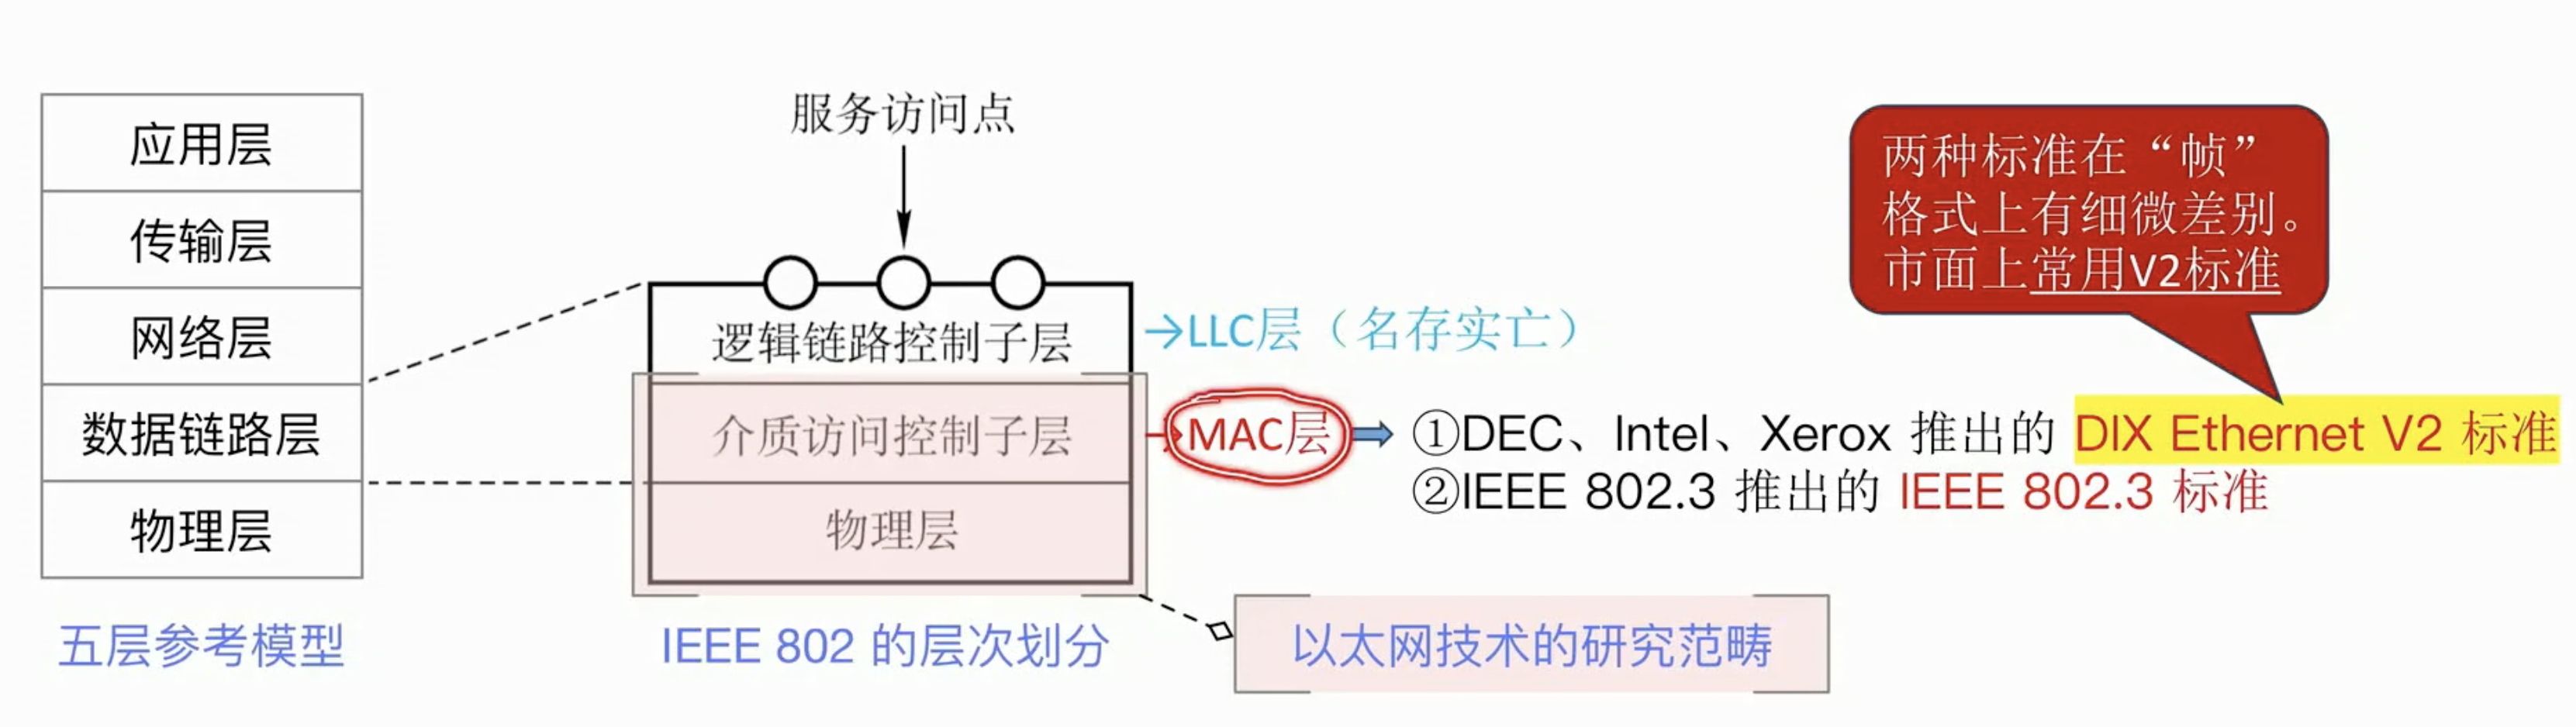 应用层
传输层
网络层
数据链路层
物理层
五层参考模型
服务访问点
逻辑链路控制子层
介质访问控制子层
物理层
IEEE 802 的层次划分
→LLC层（名存实亡）
MAC层
①DEC、Intel、Xerox 推出的 DIX Ethernet V2 标准
②IEEE 802.3 推出的 IEEE 802.3 标准
两种标准在“帧”
格式上有细微差别。
市面上常用V2标准
以太网技术的研究范畴